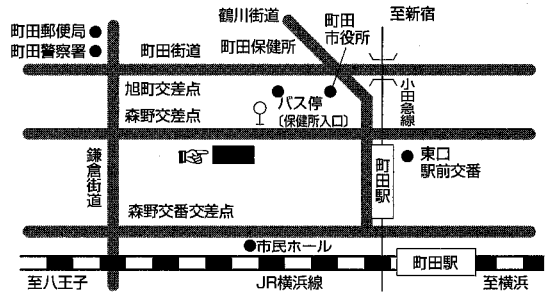 鶴川街道
町田
市役所
至新宿
町田郵便局
町田警察署
町田街道
町田保健所
旭町交差点
バス停
(保健所入口)
小田急線
森野交差点
鎌倉街道
町田駅
東口
駅前交番
森野交番交差点
市民ホール
町田駅
至八王子
JR横浜線
至横浜